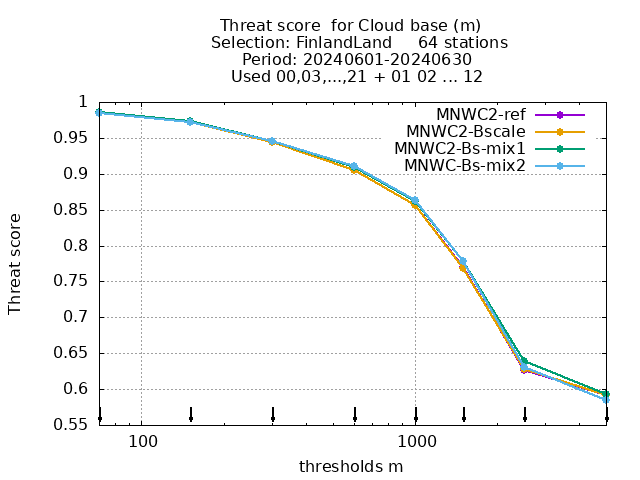 Threat score  for Cloud base (m)
Selection: FinlandLand     64 stations
Period: 20240601-20240630
Used 00,03,...,21 + 01 02 ... 12
MNWC2-ref
MNWC2-Bscale
MNWC2-Bs-mix1
MNWC-Bs-mix2
1
0.95
0.9
0.85
0.8
0.75
0.7
0.65
0.6
0.55
Threat score
100
1000
thresholds m